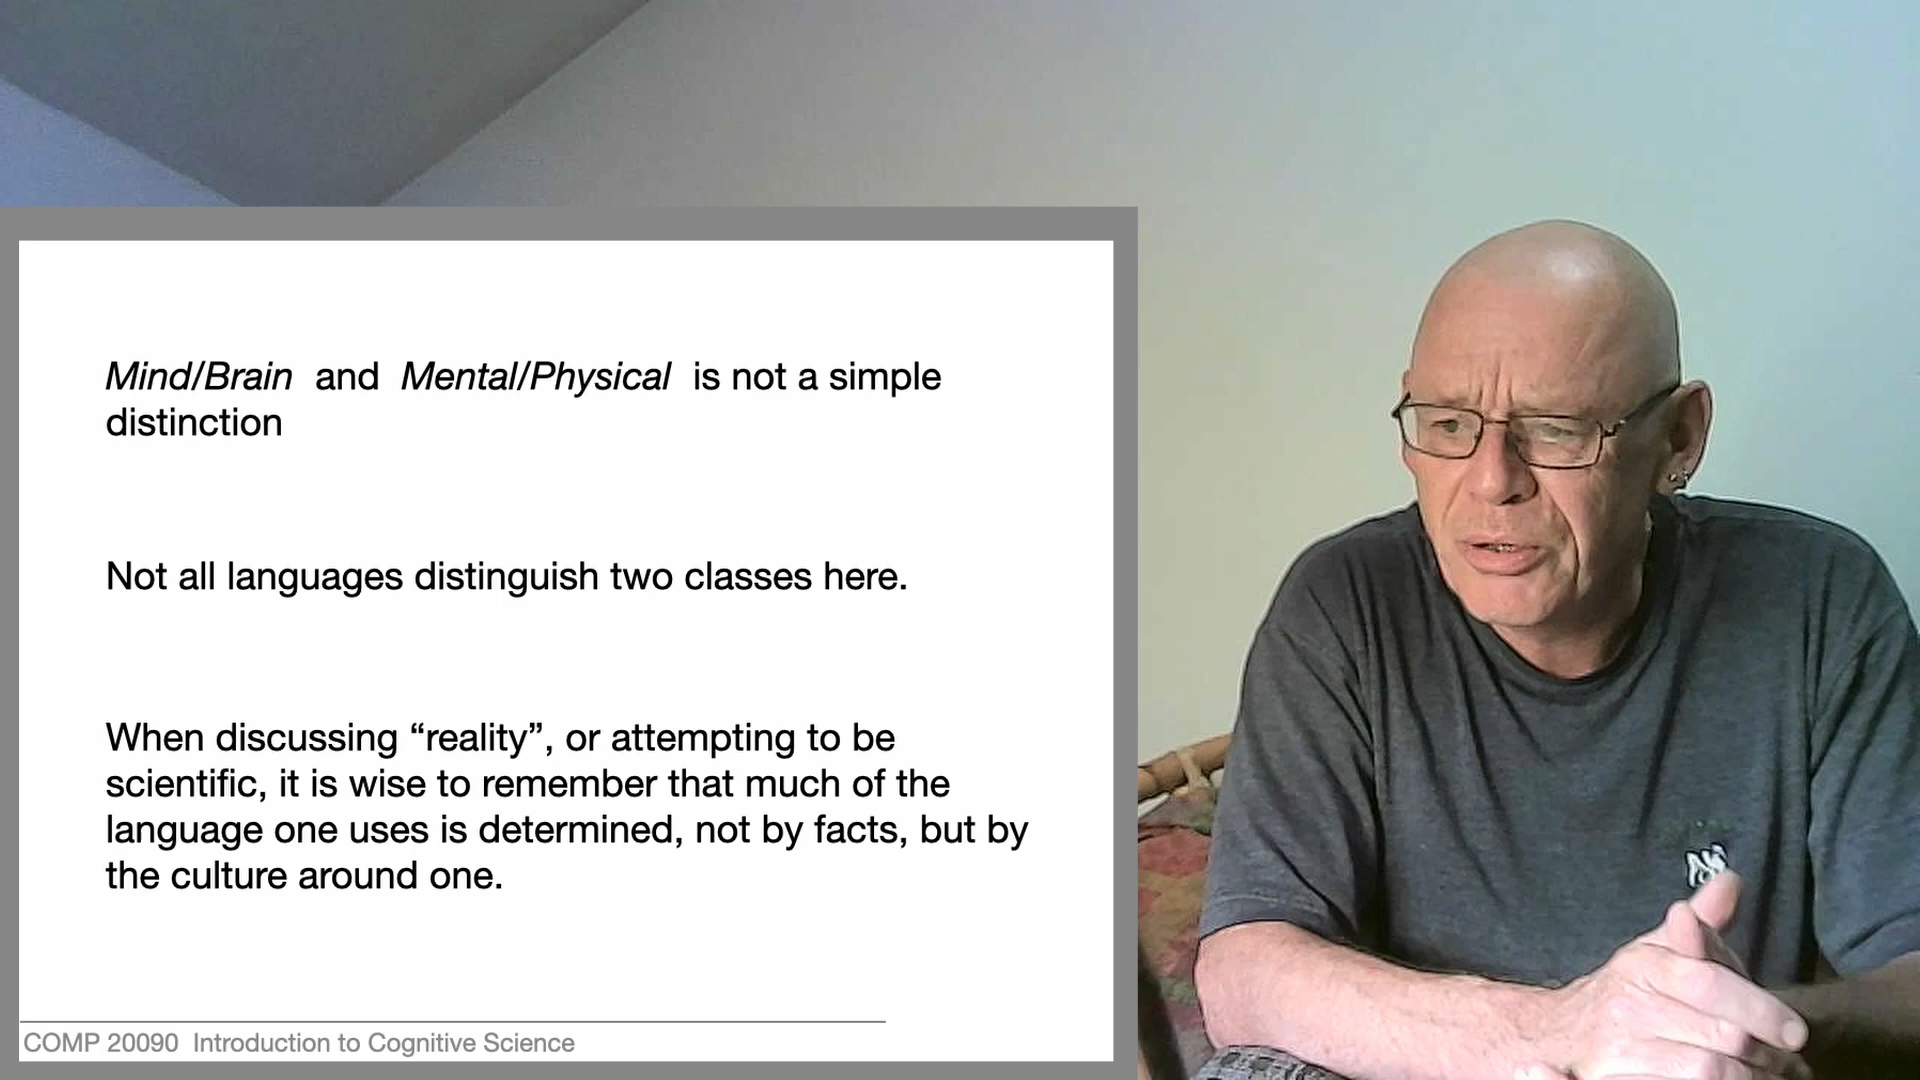 Mind/Brain and Mental/Physical is not a simple
distinction
Not all languages distinguish two classes here.
When discussing “reality”, or attempting to be
scientific, it is wise to remember that much of the
language one uses is determined, not by facts, but by
the culture around one.
COMP 20090 Introduction to Cognitive Science